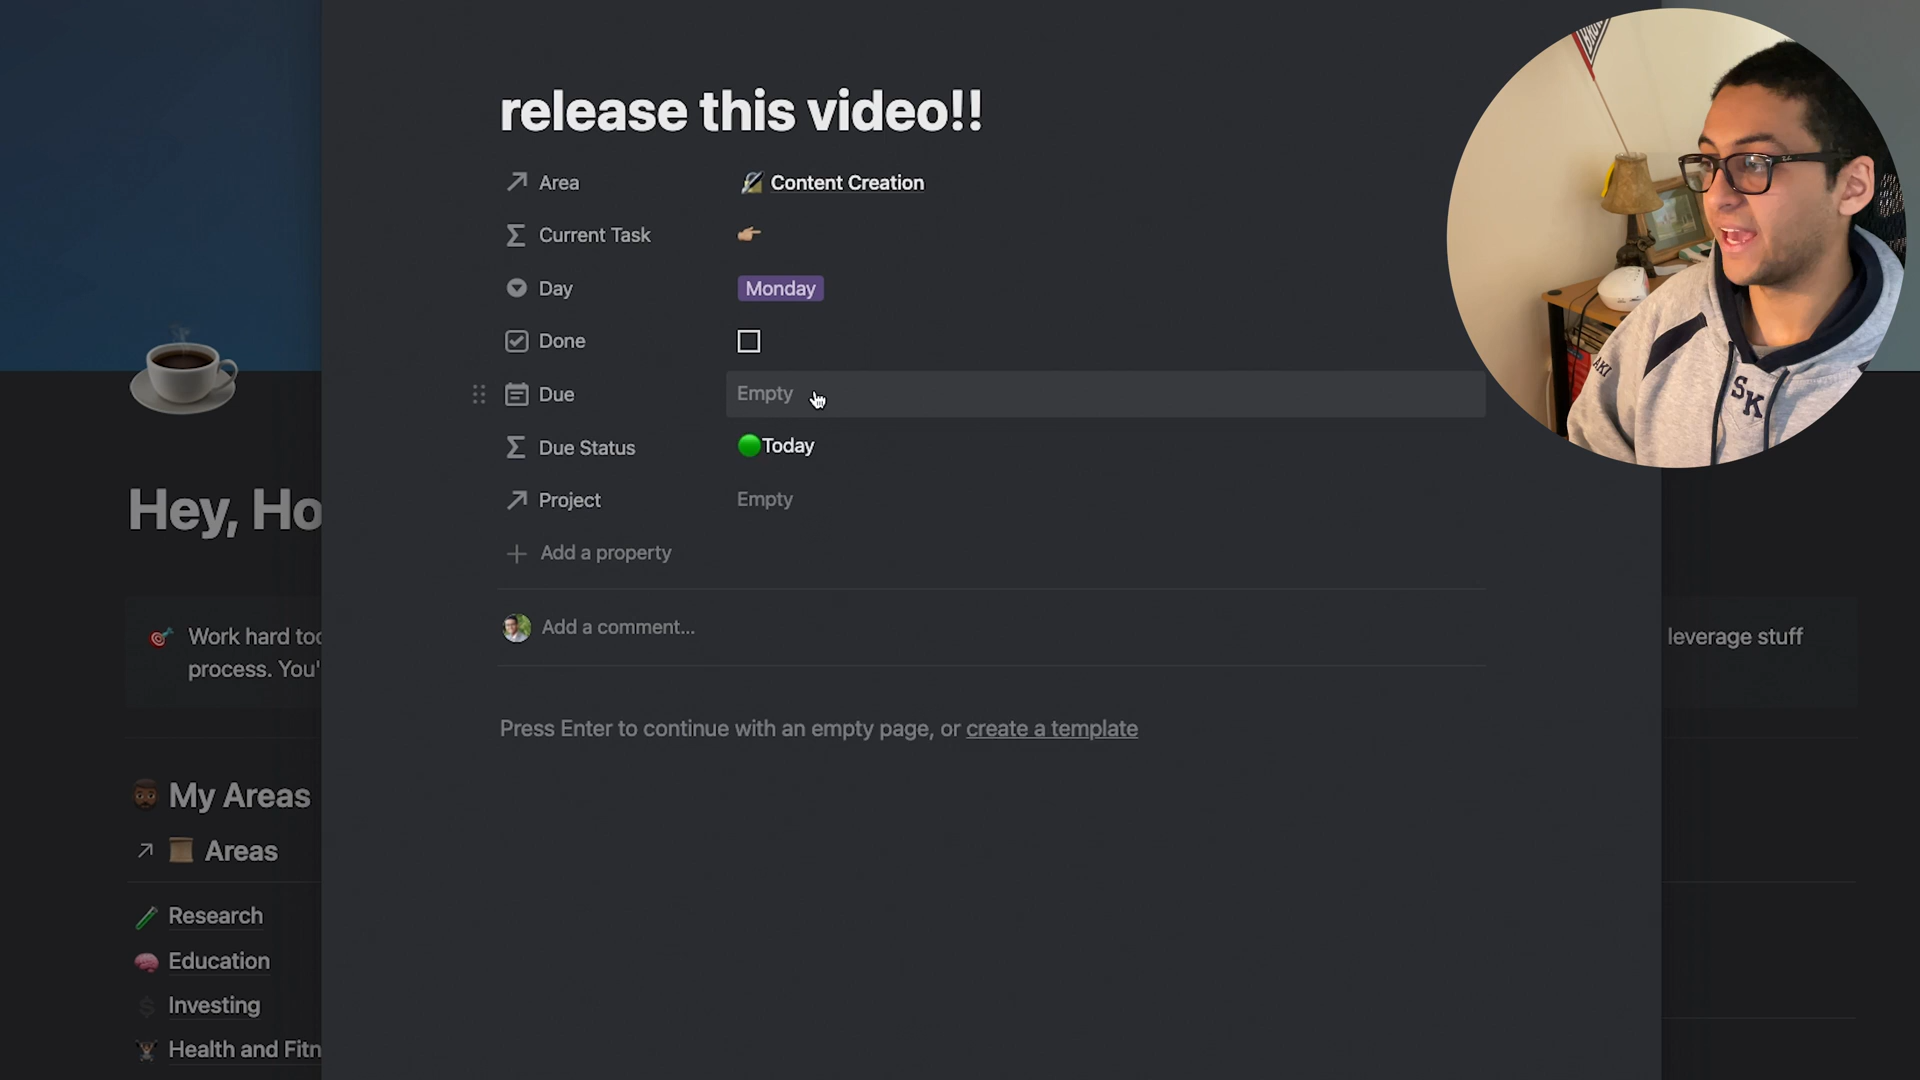 release this video!!
Area
Content Creation
Current Task
Day
Monday
Done
Due
Empty
Due Status
Today
Project
Empty
Add a property
Add a comment...
Press Enter to continue with an empty page, or create a template
Hey, Ho
Work hard too
process. You'
leverage stuff
My Areas
Areas
Research
Education
Investing
Health and Fitn
SK